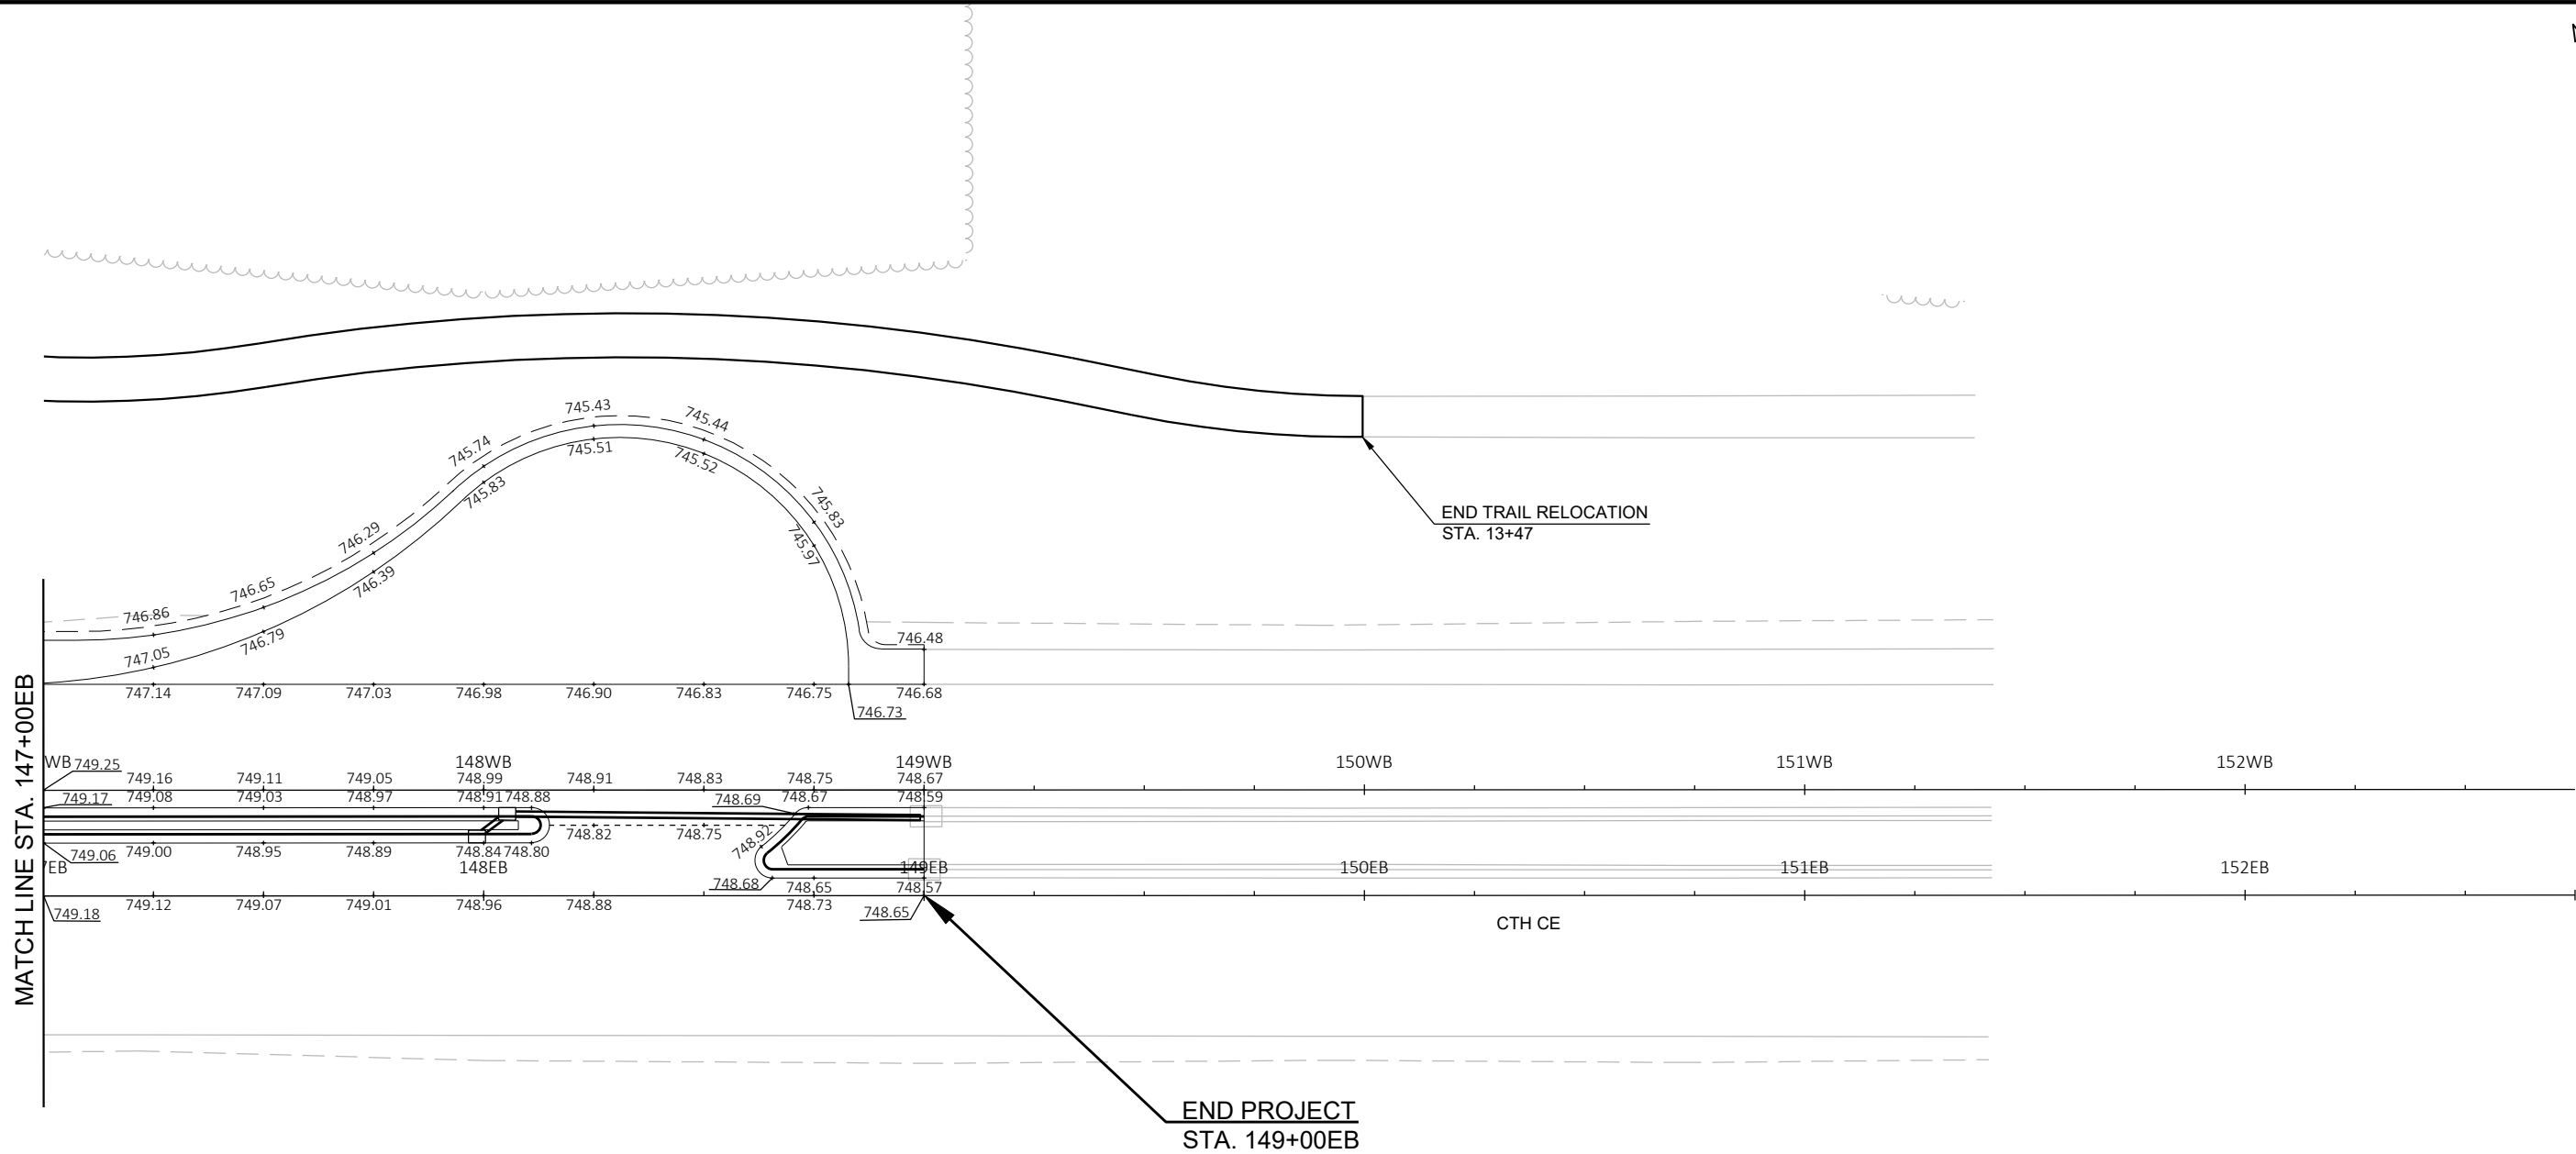 745.43
745.44
745.74
745.51
745.52
745.83
745.83
745.97
746.29
746.39
746.65
746.86
746.79
747.05
746.48
END TRAIL RELOCATION
STA. 13+47
747.14 747.09 747.03 746.98 746.90 746.83 746.75 746.68
746.73
MATCH LINE STA. 147+00EB
WB 749.25 148WB 149WB 150WB 151WB 152WB
749.16 749.11 749.05 748.99 748.91 748.83 748.75 748.67
749.17 749.08 749.03 748.97 748.91 748.88 748.69 748.67 748.59
748.82 748.75
748.92
749.06 749.00 748.95 748.89 748.84 748.80
7EB 148EB 149EB 150EB 151EB 152EB
748.68 748.65 748.57
749.18 749.12 749.07 749.01 748.96 748.88 748.73 748.65
CTH CE
END PROJECT
STA. 149+00EB